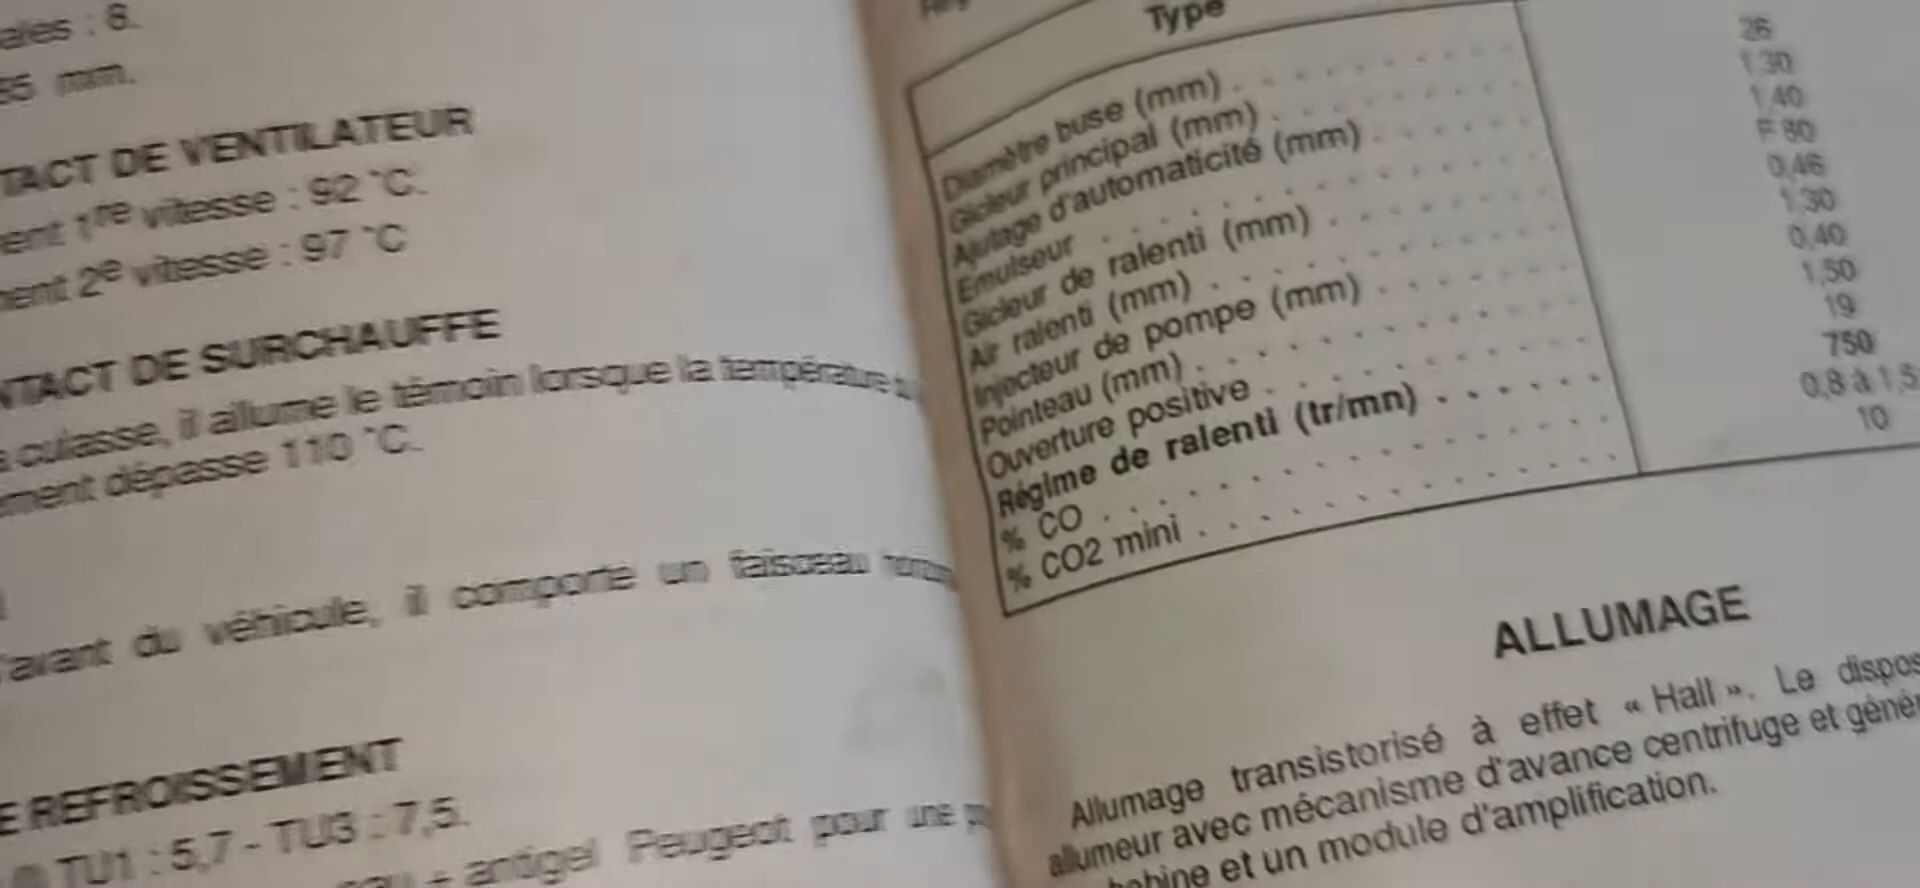 ales : 8.
85 mm.
TACT DE VENTILATEUR
ent 1re vitesse : 92 °C.
ent 2e vitesse : 97 °C
NTACT DE SURCHAUFFE
culasse, il allume le témoin lorsque la température
ment dépasse 110 °C.
l'avant du véhicule, il comporte un faisceau
E REFROISSEMENT
TU1 : 5,7 - TU3 : 7,5.
eau + antigel Peugeot pour une
Type
Diamètre buse (mm) . . . . . . . . 26
Gicleur principal (mm) . . . . . . . . 1,30
Ajutage d'automaticité (mm) . . . . . . 1,40
Emulseur . . . . . . . . . . . F 80
Gicleur de ralenti (mm) . . . . . . . 0,46
Air ralenti (mm) . . . . . . . . . . 1,30
Injecteur de pompe (mm) . . . . . . 0,40
Pointeau (mm) . . . . . . . . . . 1,50
Ouverture positive . . . . . . . . . 19
Régime de ralenti (tr/mn) . . . . . 750
% CO . . . . . . . . . . . . 0,8 à 1,5
% CO2 mini . . . . . . . . . . . 10
ALLUMAGE
Allumage transistorisé à effet « Hall ». Le dispos
allumeur avec mécanisme d'avance centrifuge et génér
bobine et un module d'amplification.